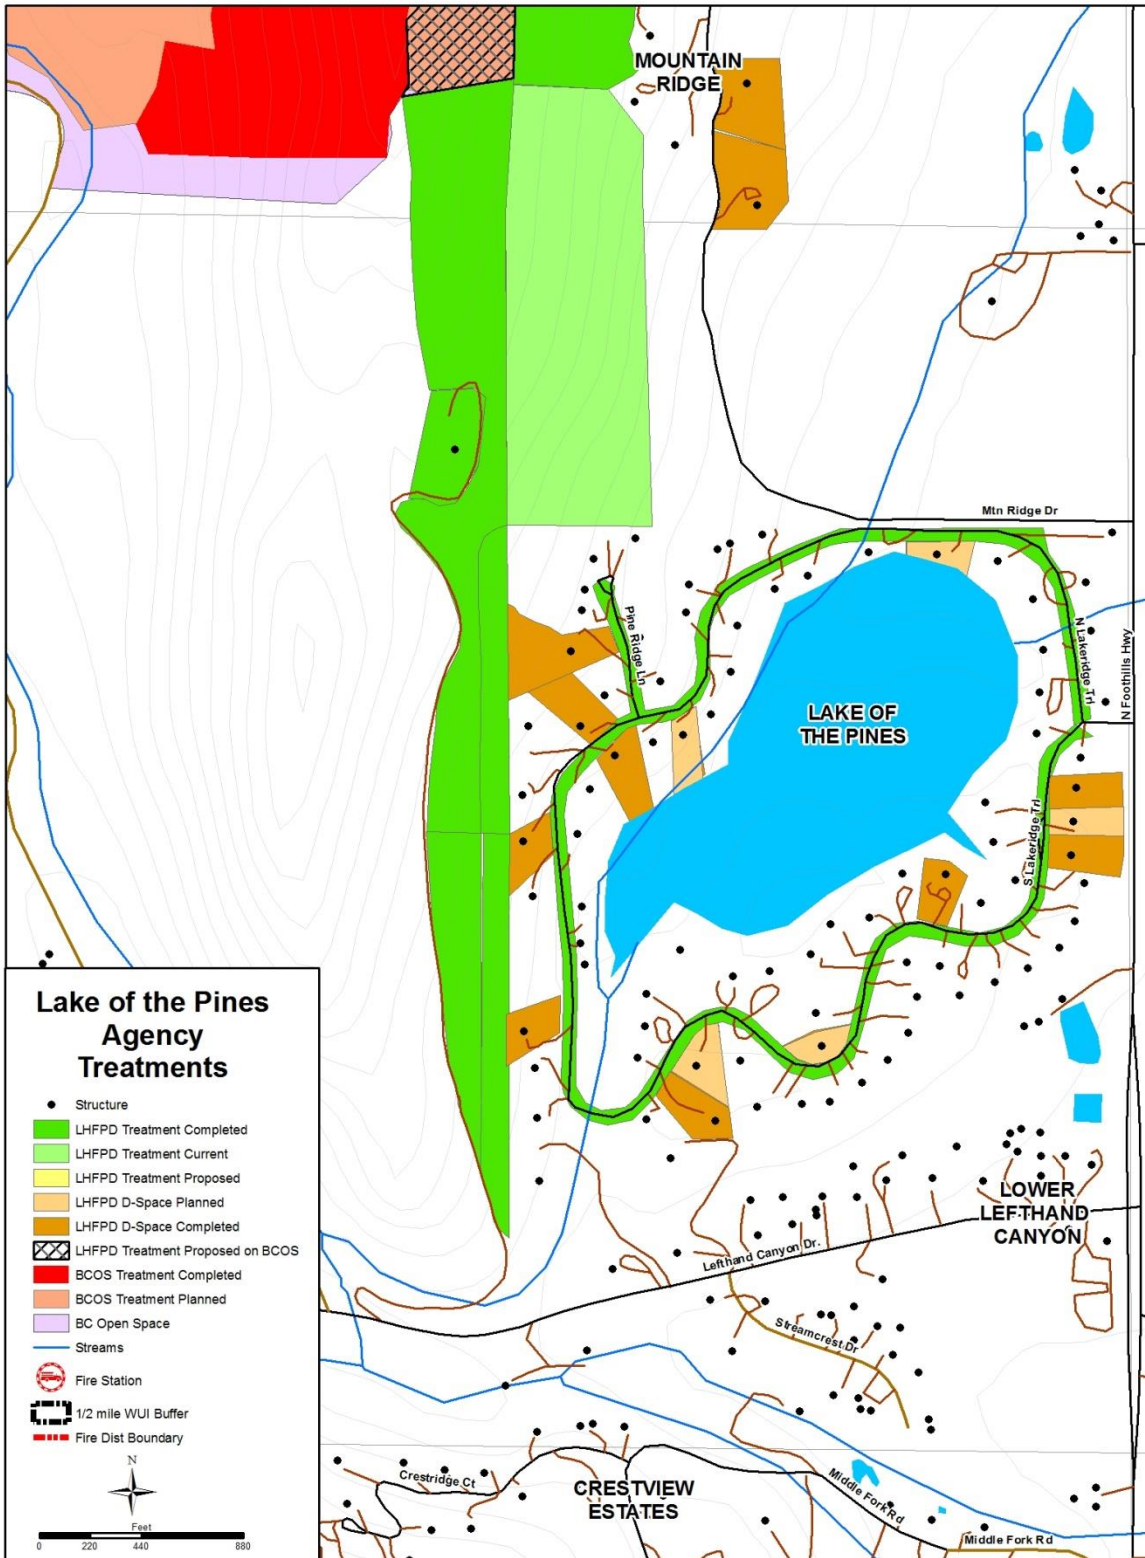 MOUNTAIN
RIDGE
Mtn Ridge Dr
Pine Ridge Ln
N Lakeridge Trl
N Foothills Hwy
LAKE OF
THE PINES
S Lakeridge Trl
LOWER
LEFTHAND
CANYON
Lefthand Canyon Dr.
Streamcrest Dr
Crestridge Ct
CRESTVIEW
ESTATES
Middle Fork Rd
Middle Fork Rd
Lake of the Pines
Agency
Treatments
Structure
LHFPD Treatment Completed
LHFPD Treatment Current
LHFPD Treatment Proposed
LHFPD D-Space Planned
LHFPD D-Space Completed
LHFPD Treatment Proposed on BCOS
BCOS Treatment Completed
BCOS Treatment Planned
BC Open Space
Streams
Fire Station
1/2 mile WUI Buffer
Fire Dist Boundary
N
Feet
0 220 440 880